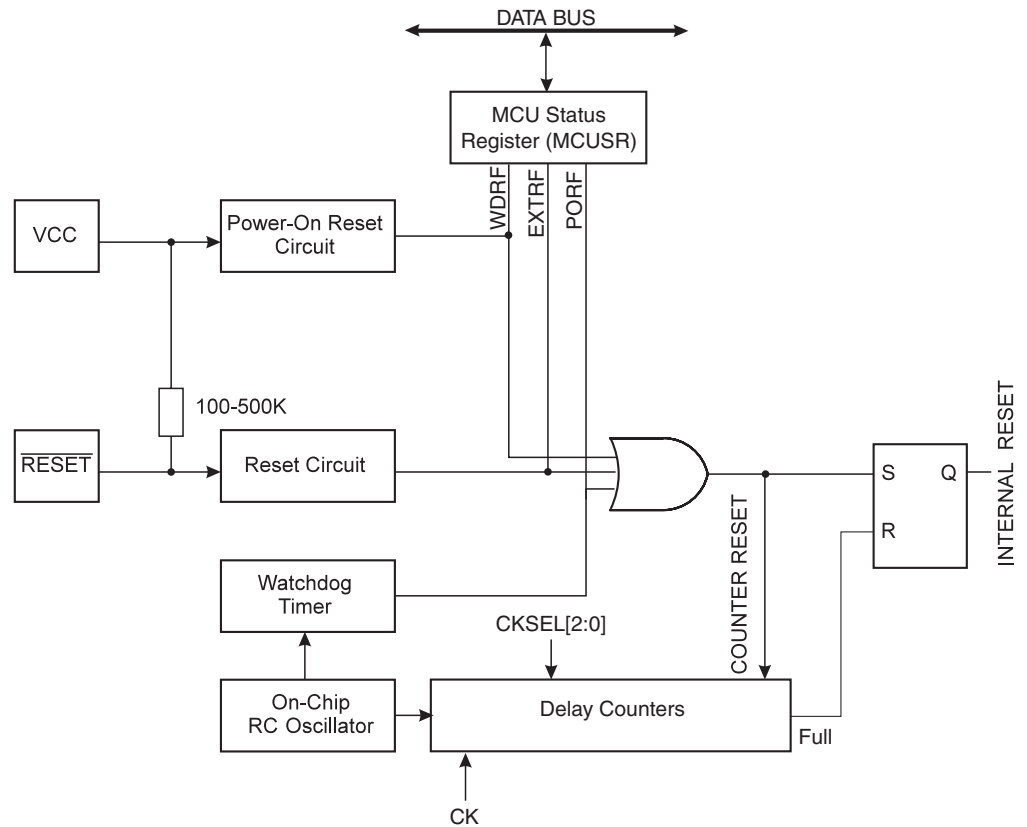 DATA BUS
MCU Status
Register (MCUSR)
WDRF
EXTRF
PORF
VCC
Power-On Reset
Circuit
100-500K
RESET
Reset Circuit
S
Q
R
INTERNAL RESET
COUNTER RESET
Watchdog
Timer
CKSEL[2:0]
On-Chip
RC Oscillator
Delay Counters
Full
CK